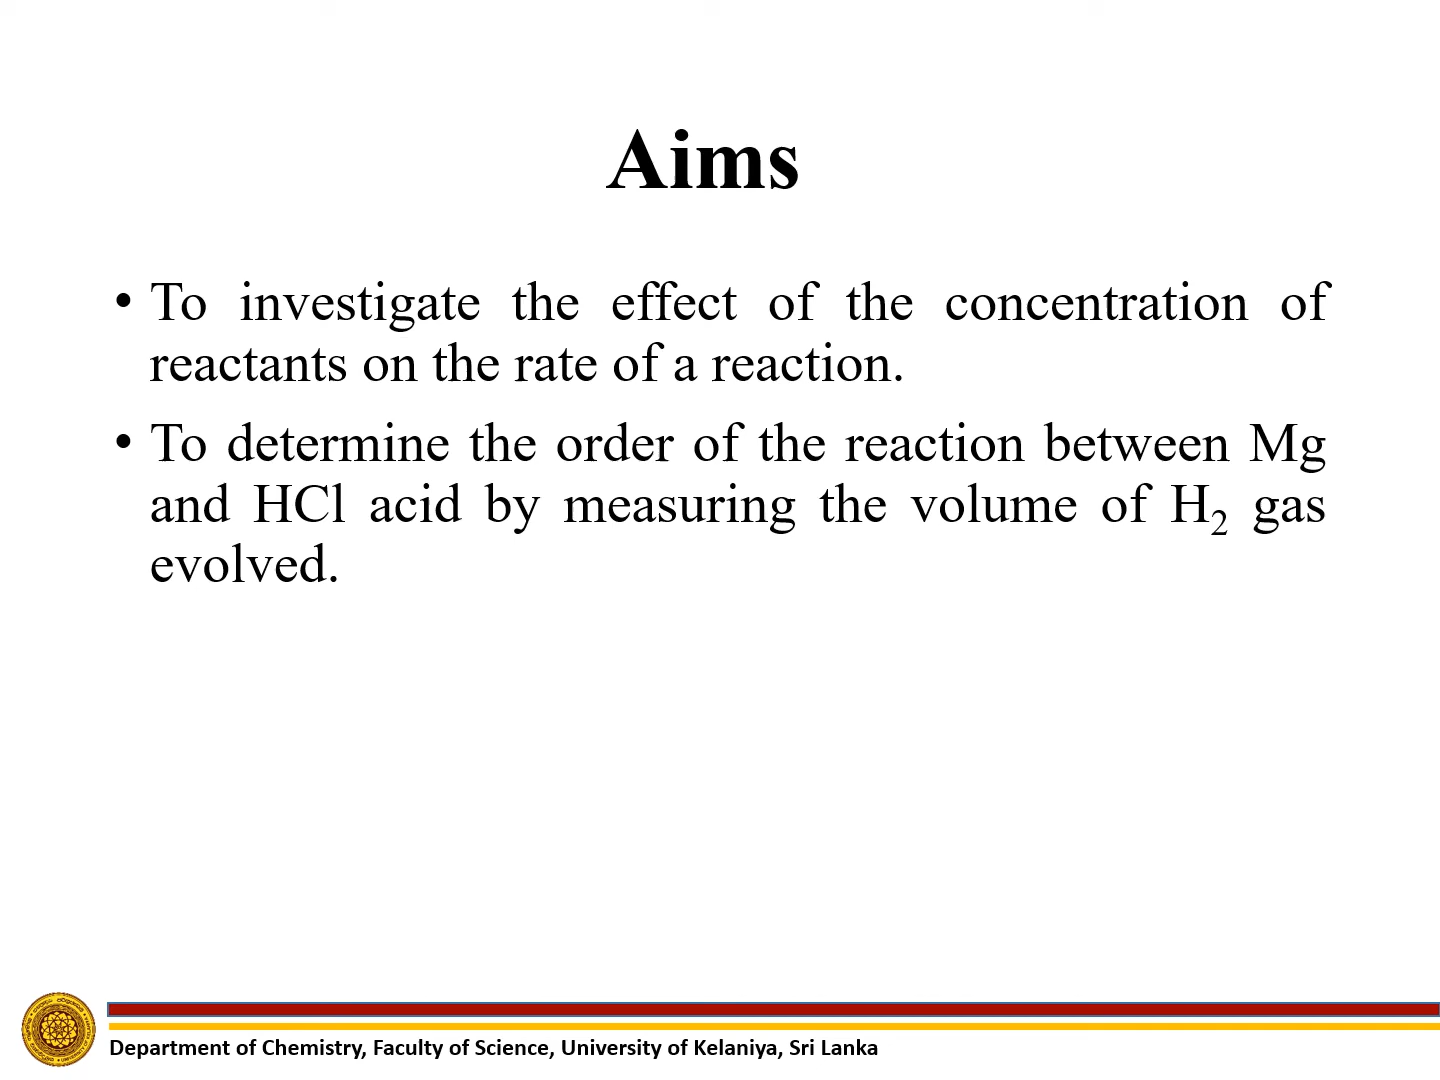 Aims
• To investigate the effect of the concentration of
reactants on the rate of a reaction.
• To determine the order of the reaction between Mg
and HCl acid by measuring the volume of H₂ gas
evolved.
Department of Chemistry, Faculty of Science, University of Kelaniya, Sri Lanka